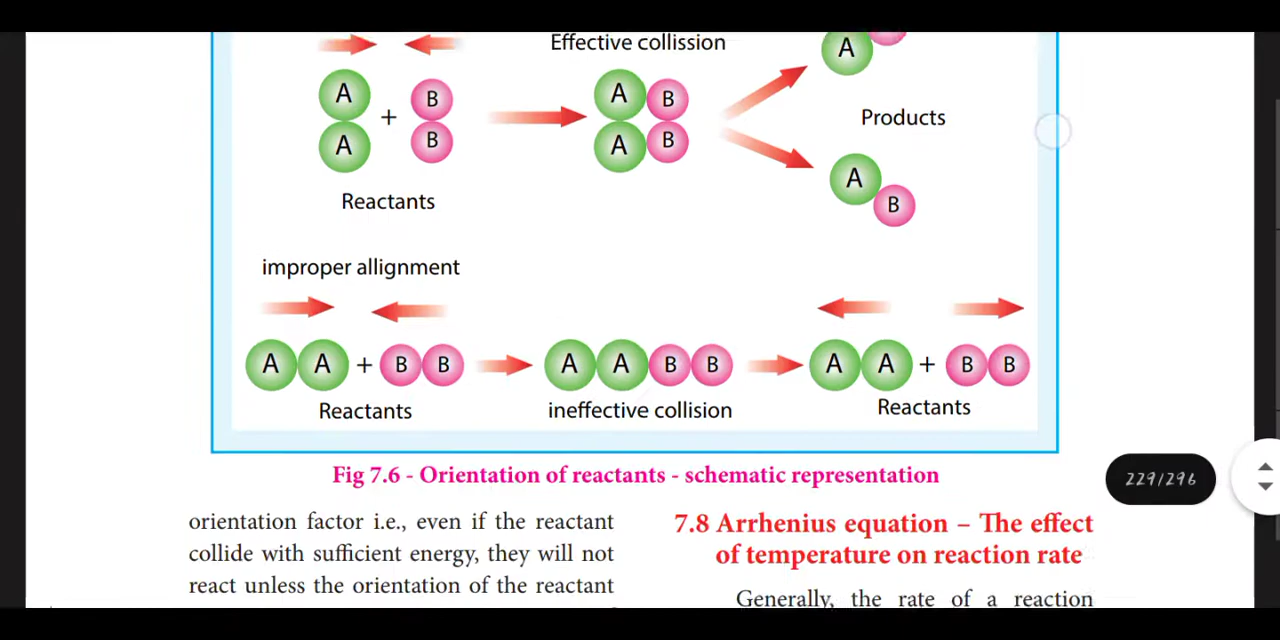 Effective collission
A
A
B
A
B
+
A
B
A
B
Products
A
B
Reactants
improper allignment
A A + B B
A A B B
A A + B B
Reactants
ineffective collision
Reactants
Fig 7.6 - Orientation of reactants - schematic representation
229/296
orientation factor i.e., even if the reactant
collide with sufficient energy, they will not
react unless the orientation of the reactant
7.8 Arrhenius equation – The effect
of temperature on reaction rate
Generally, the rate of a reaction